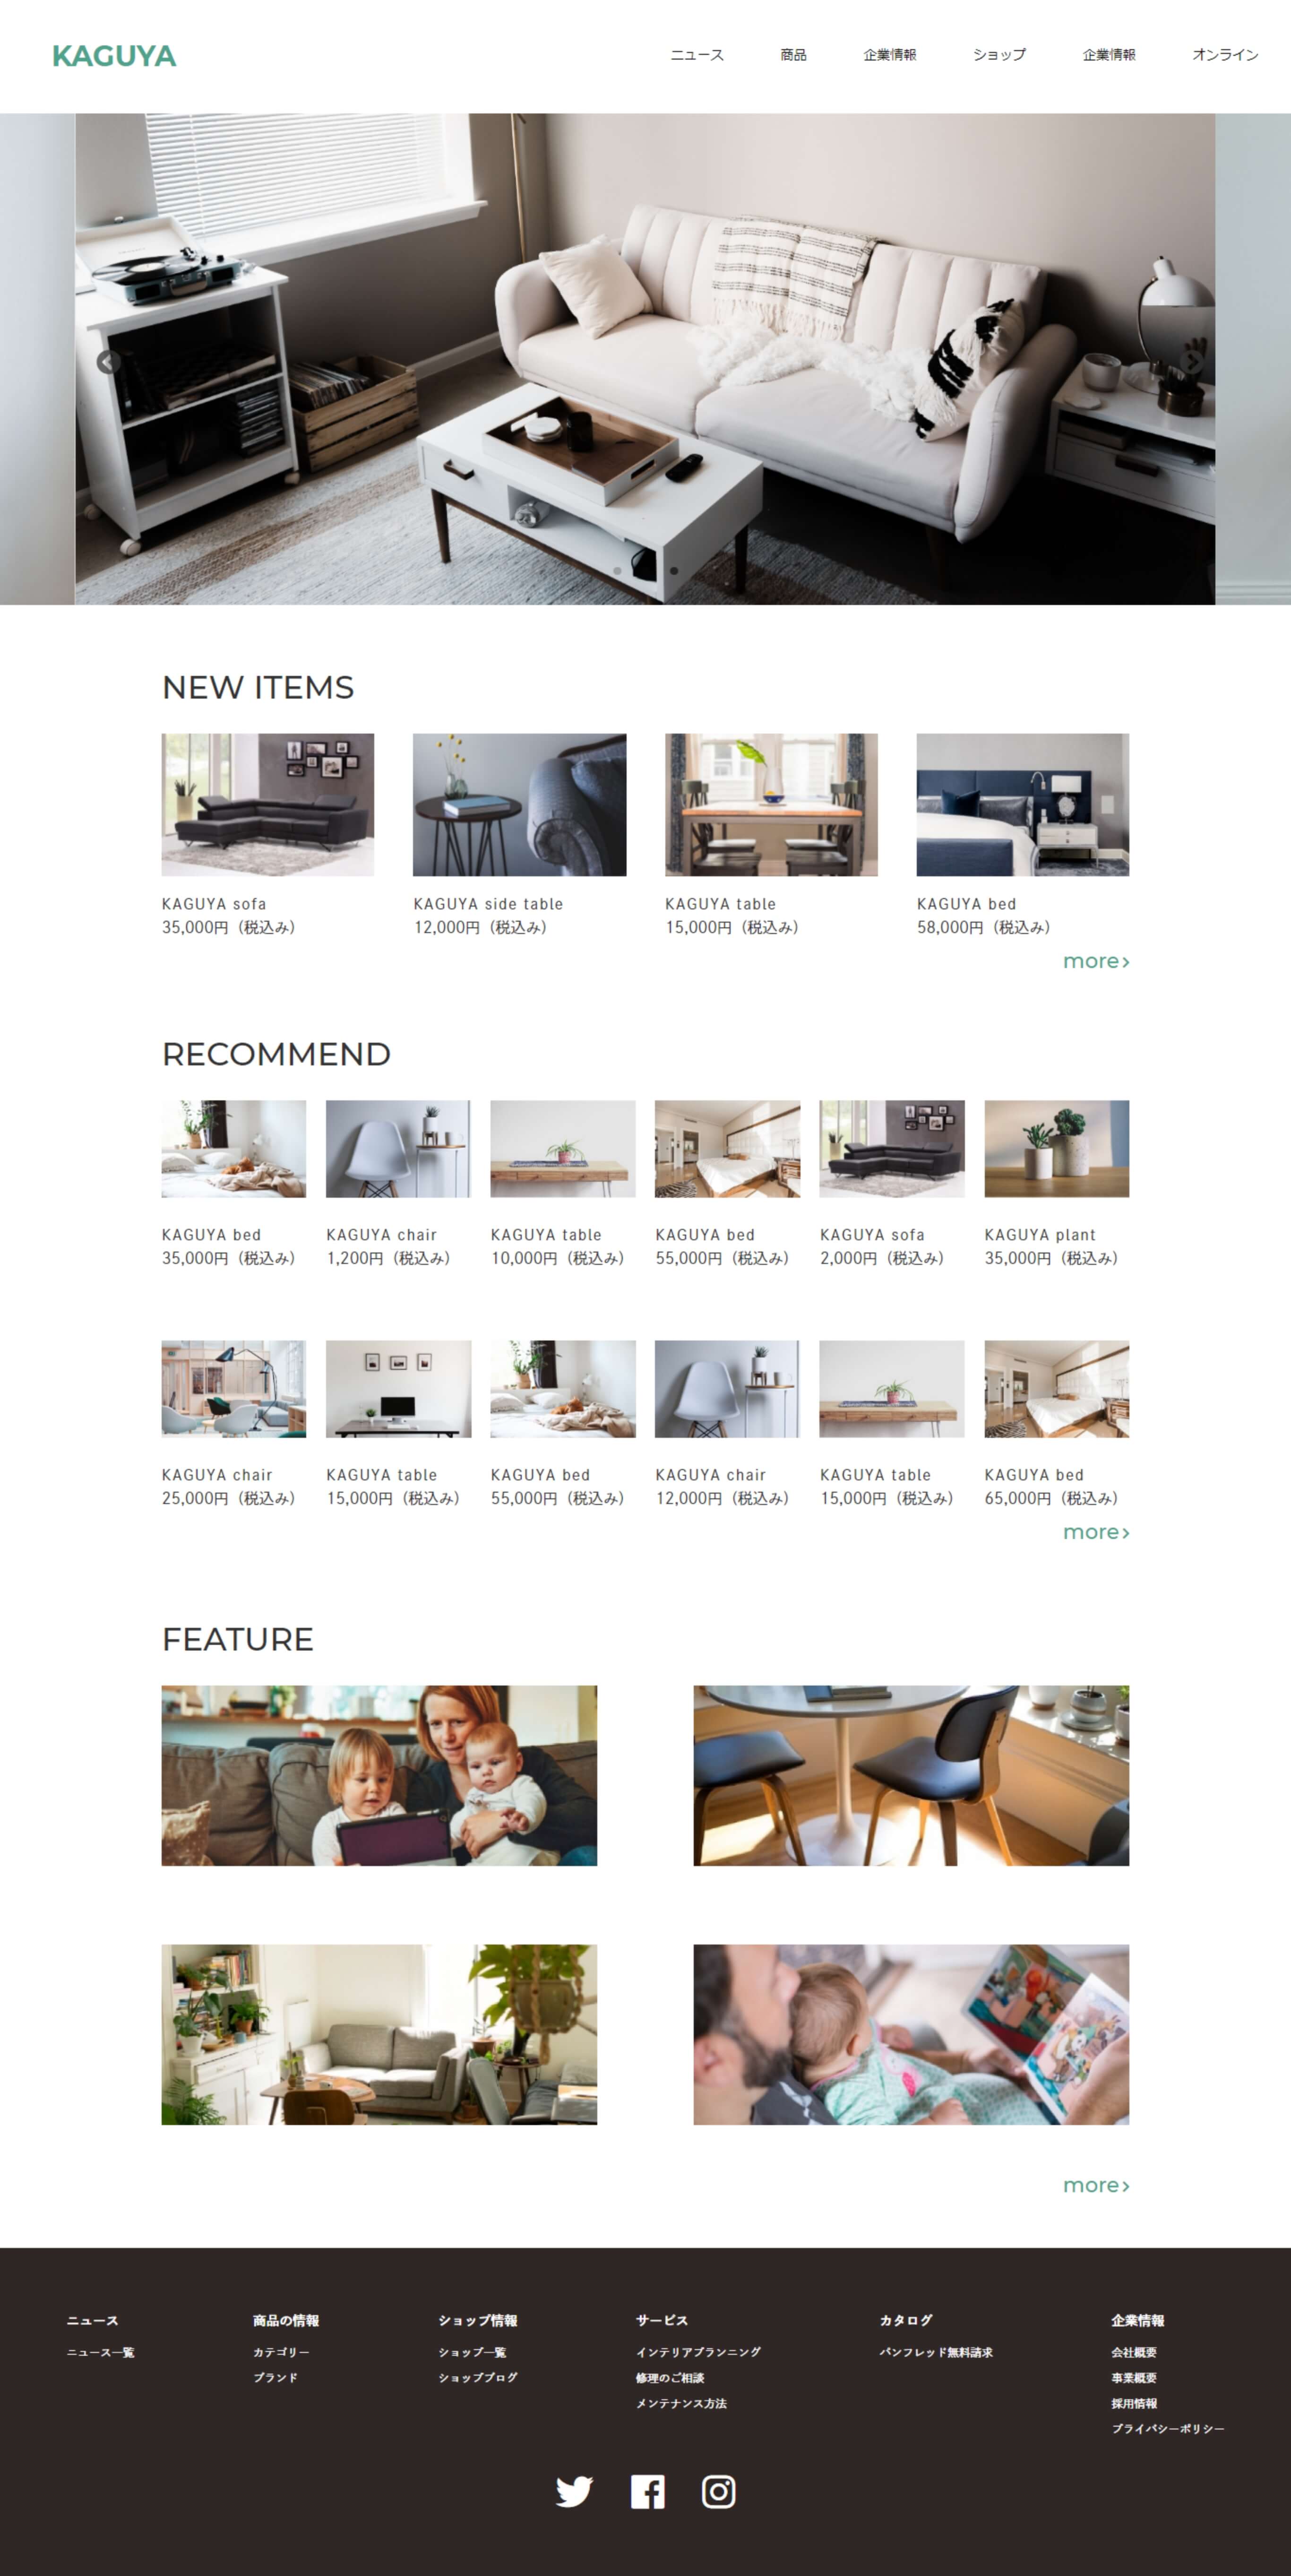 KAGUYA
ニュース 商品 企業情報 ショップ 企業情報 オンライン
NEW ITEMS
KAGUYA sofa
35,000円（税込み）
KAGUYA side table
12,000円（税込み）
KAGUYA table
15,000円（税込み）
KAGUYA bed
58,000円（税込み）
more›
RECOMMEND
KAGUYA bed
35,000円（税込み）
KAGUYA chair
1,200円（税込み）
KAGUYA table
10,000円（税込み）
KAGUYA bed
55,000円（税込み）
KAGUYA sofa
2,000円（税込み）
KAGUYA plant
35,000円（税込み）
KAGUYA chair
25,000円（税込み）
KAGUYA table
15,000円（税込み）
KAGUYA bed
55,000円（税込み）
KAGUYA chair
12,000円（税込み）
KAGUYA table
15,000円（税込み）
KAGUYA bed
65,000円（税込み）
more›
FEATURE
more›
ニュース
ニュース一覧
商品の情報
カテゴリー
ブランド
ショップ情報
ショップ一覧
ショップブログ
サービス
インテリアプランニング
修理のご相談
メンテナンス方法
カタログ
パンフレッド無料請求
企業情報
会社概要
事業概要
採用情報
プライバシーポリシー